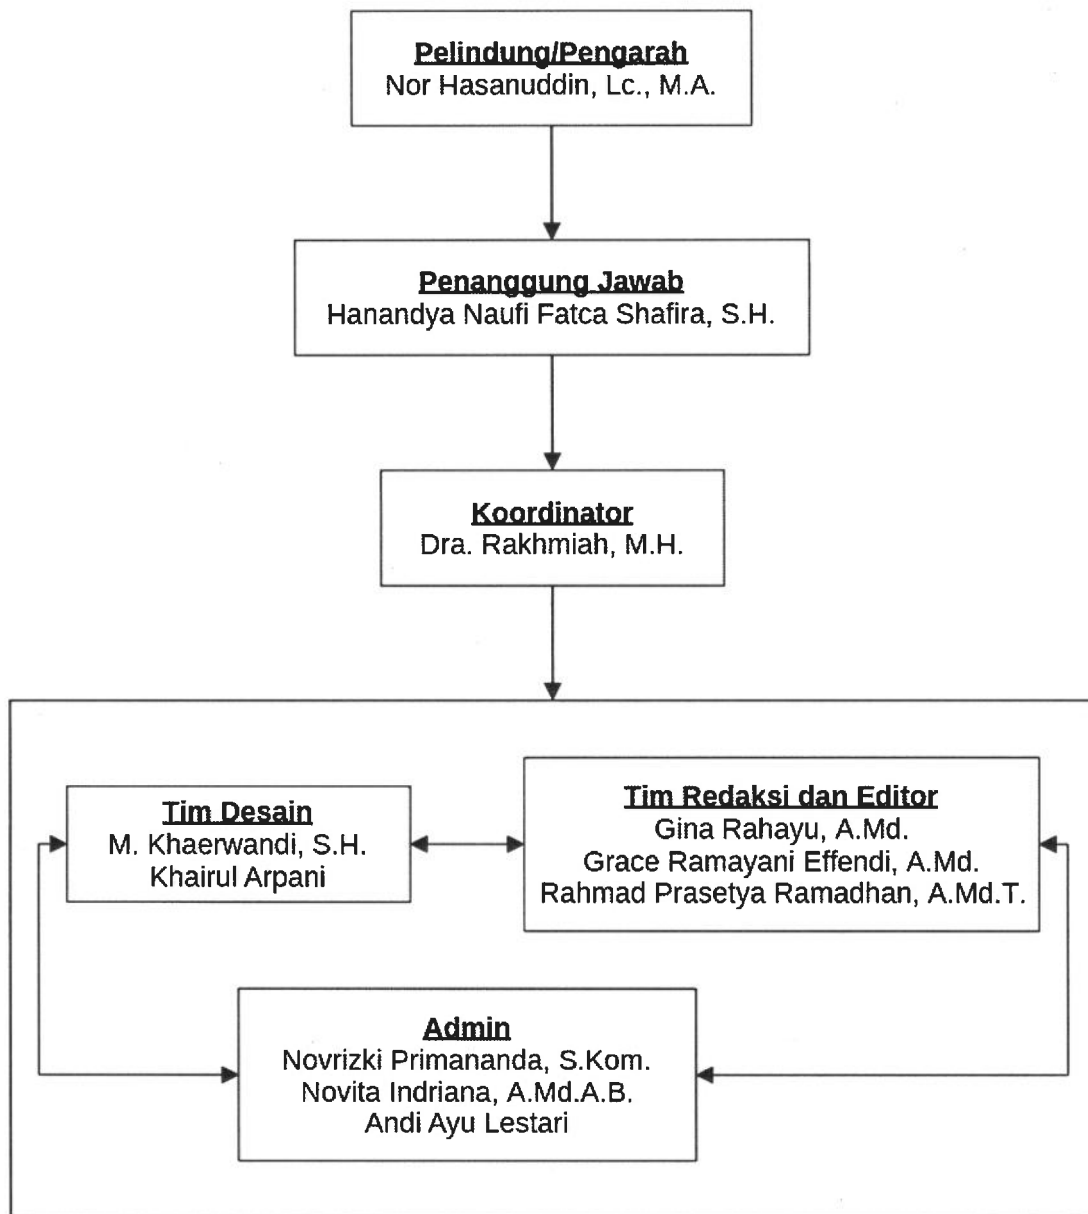 Pelindung/Pengarah
Nor Hasanuddin, Lc., M.A.
Penanggung Jawab
Hanandya Naufi Fatca Shafira, S.H.
Koordinator
Dra. Rakhmiah, M.H.
Tim Desain
M. Khaerwandi, S.H.
Khairul Arpani
Tim Redaksi dan Editor
Gina Rahayu, A.Md.
Grace Ramayani Effendi, A.Md.
Rahmad Prasetya Ramadhan, A.Md.T.
Admin
Novrizki Primananda, S.Kom.
Novita Indriana, A.Md.A.B.
Andi Ayu Lestari